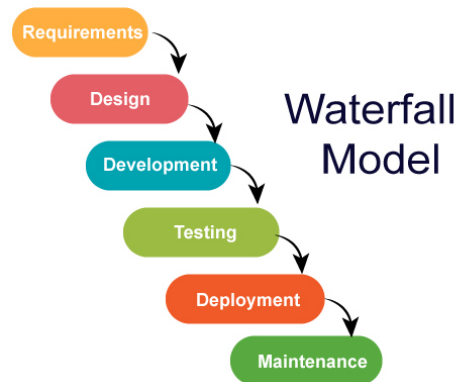 Requirements
Design
Waterfall
Model
Development
Testing
Deployment
Maintenance